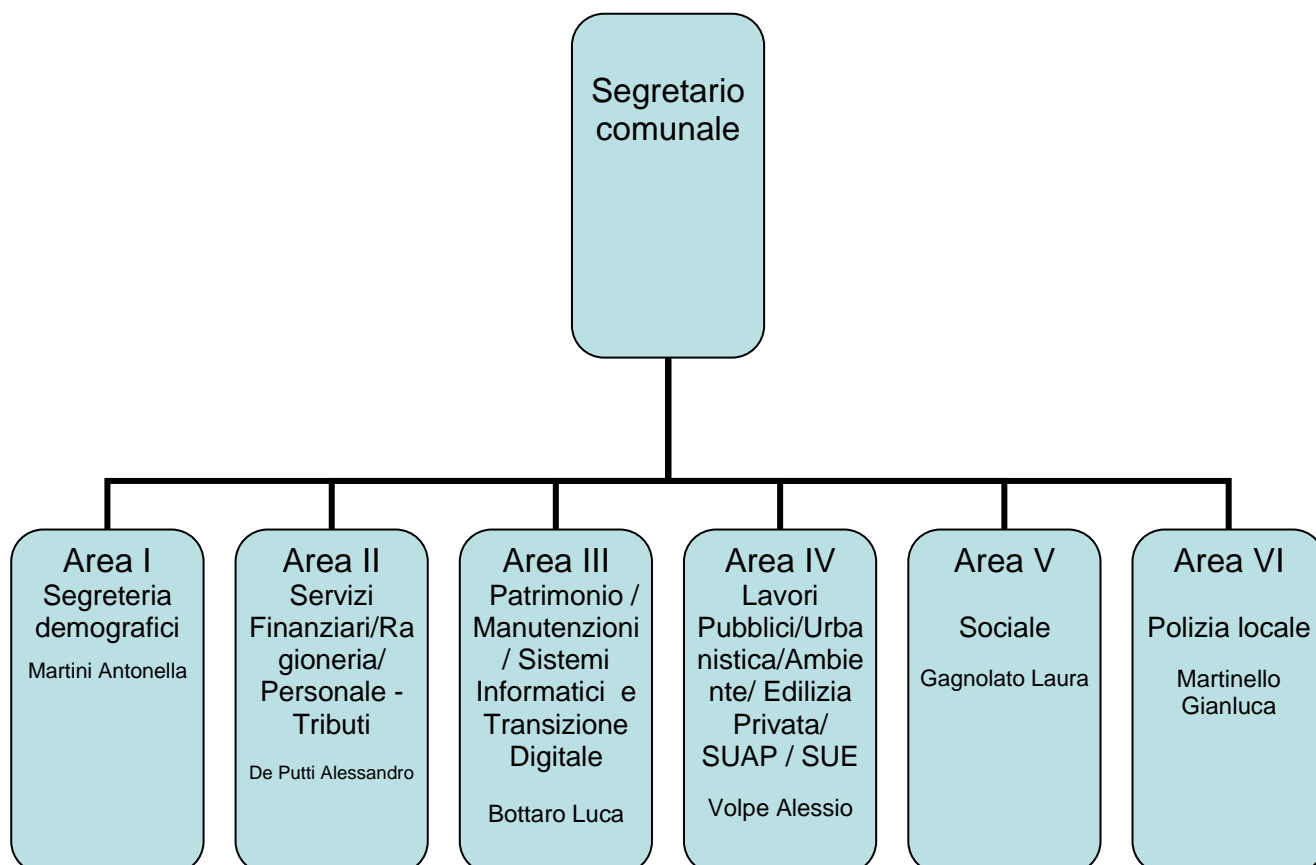 Segretario
comunale
Area I
Segreteria
demografici
Martini Antonella
Area II
Servizi
Finanziari/Ra
gioneria/
Personale -
Tributi
De Putti Alessandro
Area III
Patrimonio /
Manutenzioni
/ Sistemi
Informatici e
Transizione
Digitale
Bottaro Luca
Area IV
Lavori
Pubblici/Urba
nistica/Ambie
nte/ Edilizia
Privata/
SUAP / SUE
Volpe Alessio
Area V
Sociale
Gagnolato Laura
Area VI
Polizia locale
Martinello
Gianluca